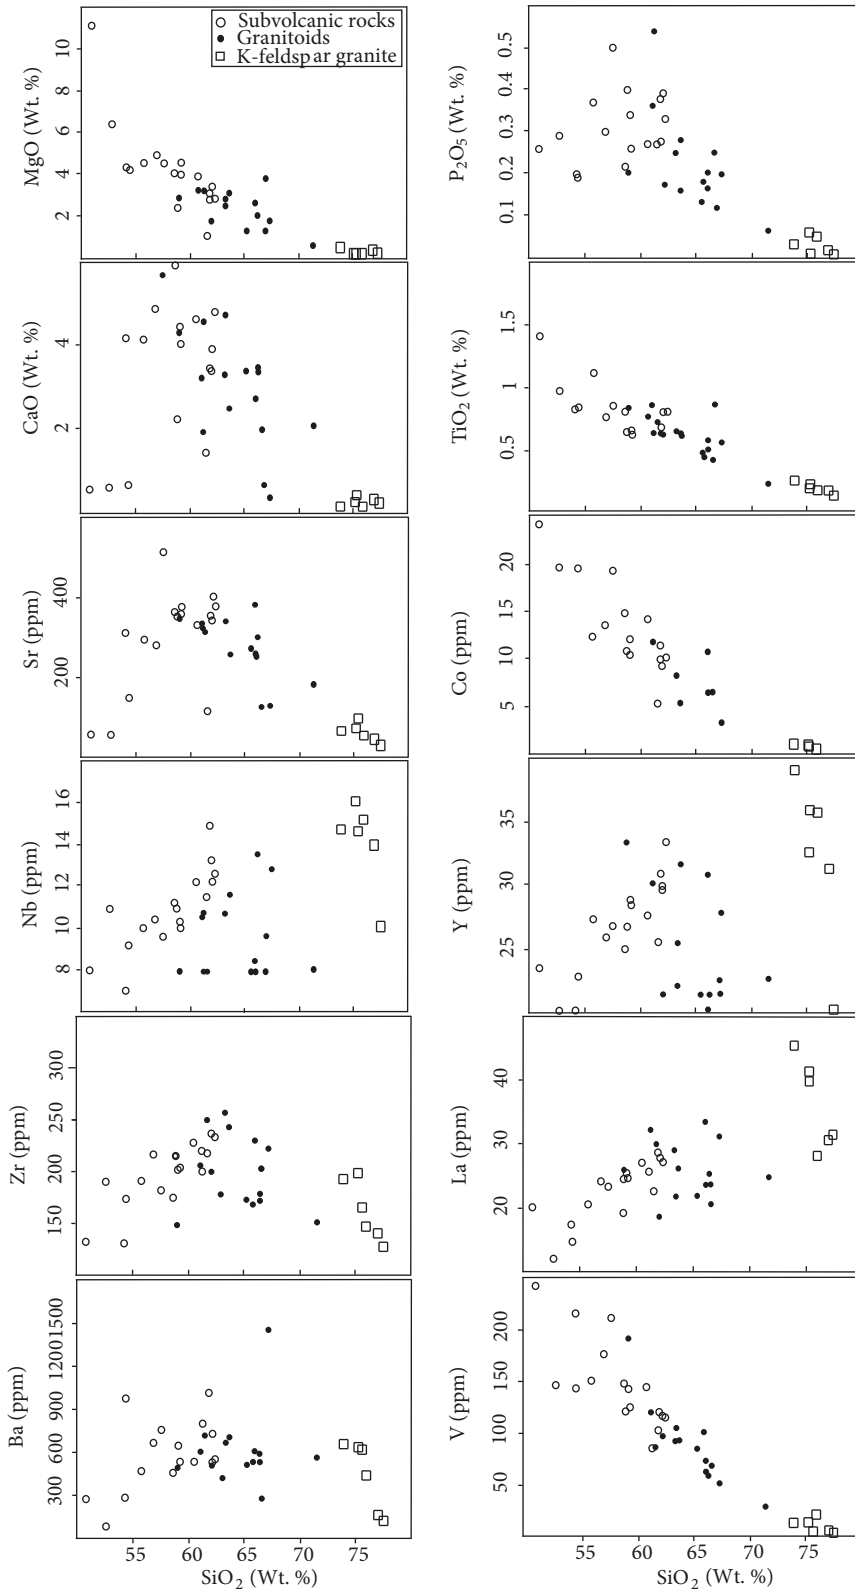 Subvolcanic rocks
Granitoids
K-feldspar granite
MgO (Wt. %)
10
8
6
4
2
P2O5 (Wt. %)
0.5
0.4
0.3
0.2
0.1
CaO (Wt. %)
4
2
TiO2 (Wt. %)
1.5
1
0.5
Sr (ppm)
400
200
Co (ppm)
20
15
10
5
Nb (ppm)
16
14
12
10
8
Y (ppm)
35
30
25
Zr (ppm)
300
250
200
150
La (ppm)
40
30
20
Ba (ppm)
1500
1200
900
600
300
V (ppm)
200
150
100
50
55 60 65 70 75
SiO2 (Wt. %)
55 60 65 70 75
SiO2 (Wt. %)